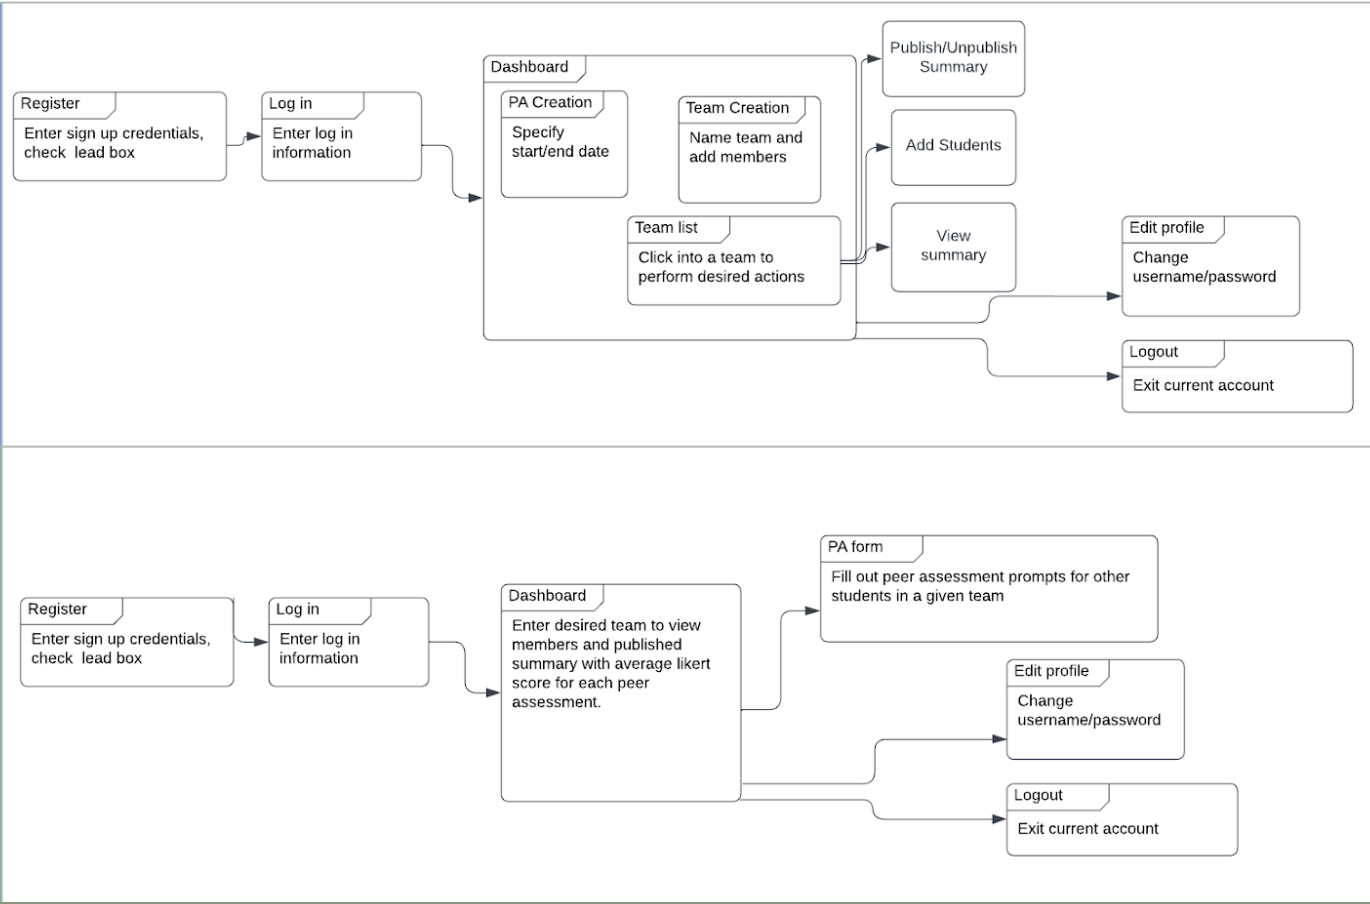 Register
Enter sign up credentials,
check  lead box
Log in
Enter log in
information
Dashboard
PA Creation
Specify
start/end date
Team Creation
Name team and
add members
Team list
Click into a team to
perform desired actions
Publish/Unpublish
Summary
Add Students
View
summary
Edit profile
Change
username/password
Logout
Exit current account
Register
Enter sign up credentials,
check  lead box
Log in
Enter log in
information
Dashboard
Enter desired team to view
members and published
summary with average likert
score for each peer
assessment.
PA form
Fill out peer assessment prompts for other
students in a given team
Edit profile
Change
username/password
Logout
Exit current account